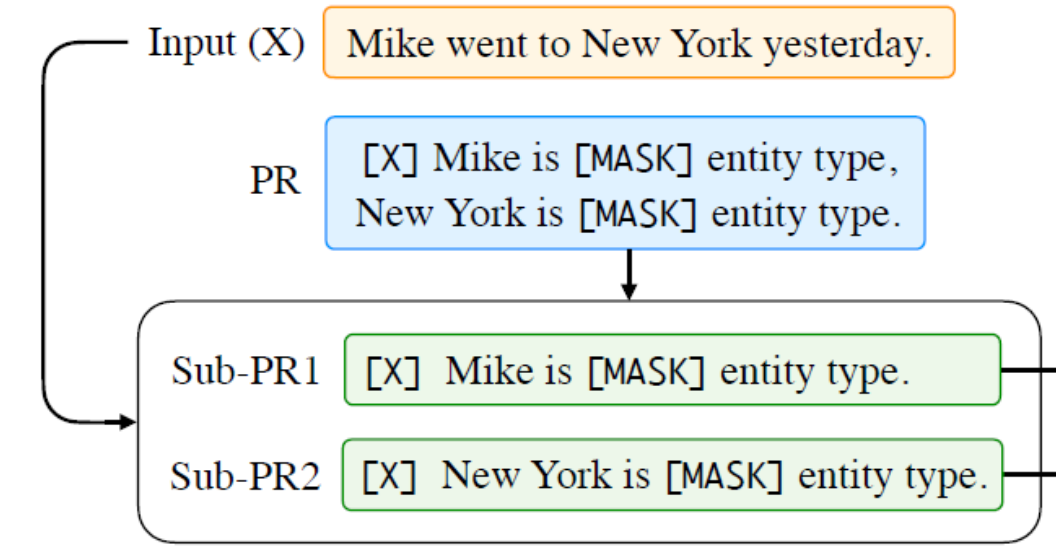 Input (X) Mike went to New York yesterday.
PR
[X] Mike is [MASK] entity type,
New York is [MASK] entity type.
Sub-PR1 [X] Mike is [MASK] entity type.
Sub-PR2 [X] New York is [MASK] entity type.